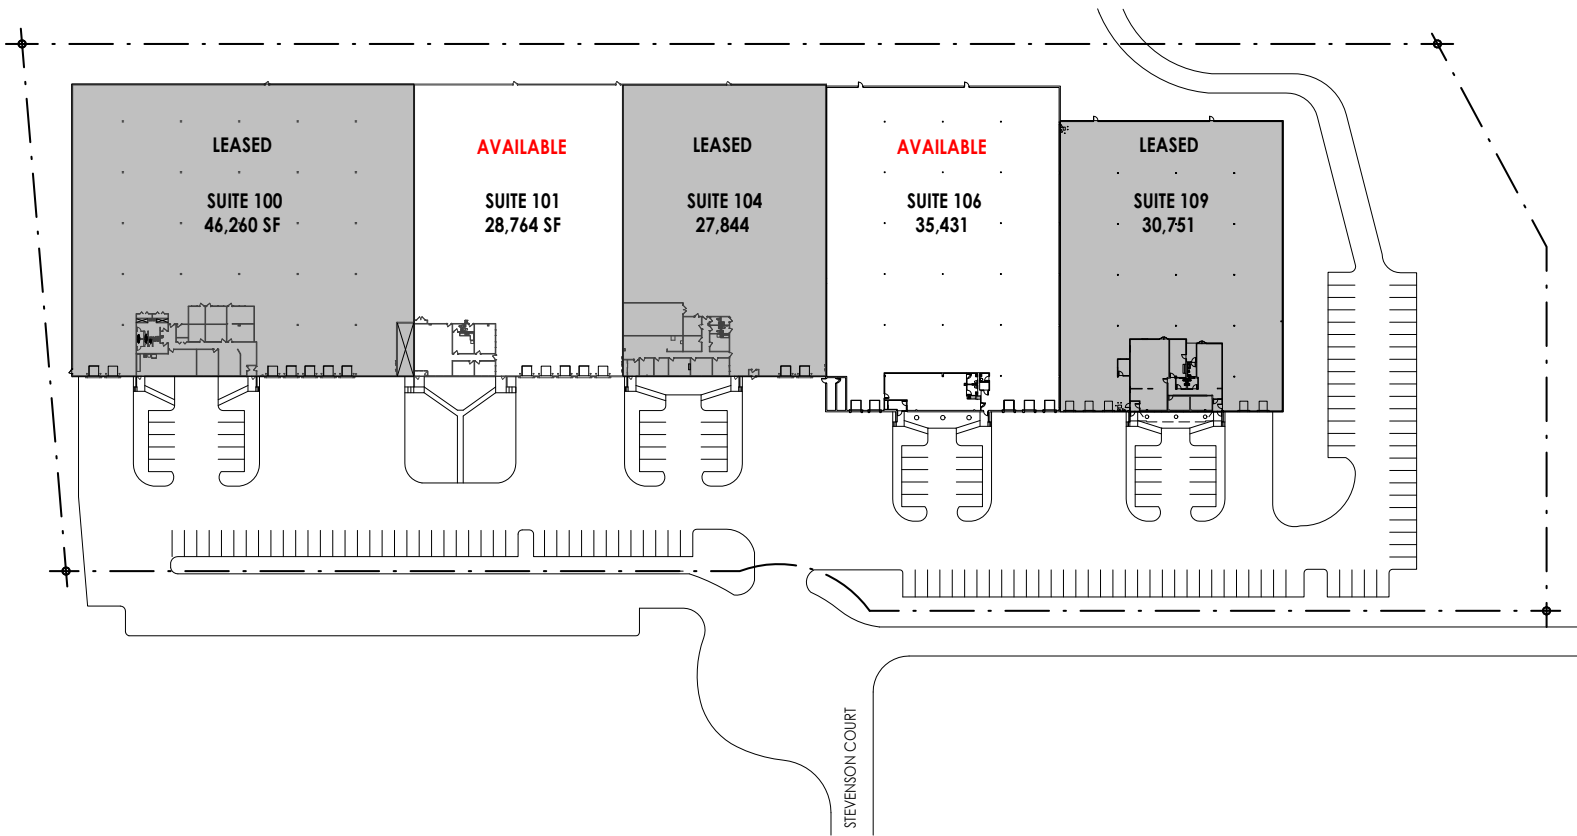 LEASED
SUITE 100
46,260 SF
AVAILABLE
SUITE 101
28,764 SF
LEASED
SUITE 104
27,844
AVAILABLE
SUITE 106
35,431
LEASED
SUITE 109
30,751
STEVENSON COURT